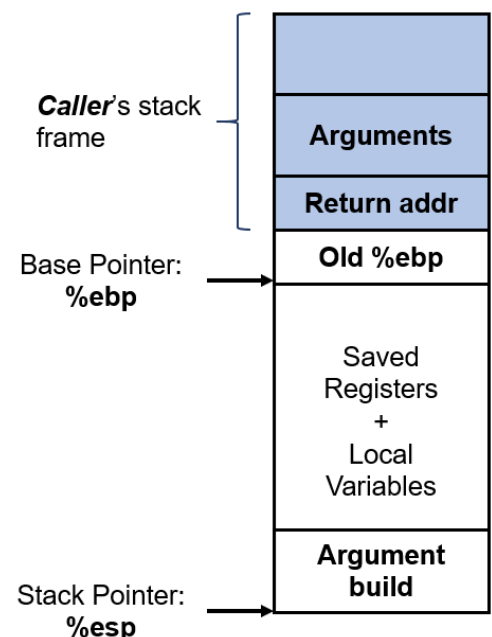 Caller's stack
frame
Arguments
Return addr
Old %ebp
Base Pointer:
%ebp
Saved
Registers
+
Local
Variables
Argument
build
Stack Pointer:
%esp